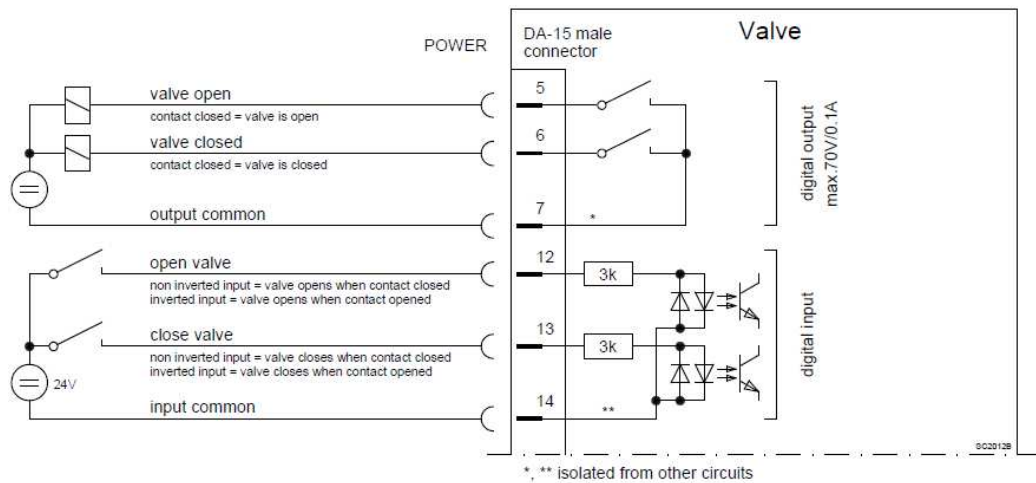 POWER
DA-15 male
connector
Valve
valve open
contact closed = valve is open
5
valve closed
contact closed = valve is closed
6
output common
7
*
digital output
max.70V/0.1A
open valve
non inverted input = valve opens when contact closed
inverted input = valve opens when contact opened
12
3k
close valve
non inverted input = valve closes when contact closed
inverted input = valve closes when contact opened
13
3k
24V
input common
14
**
digital input
*, ** isolated from other circuits